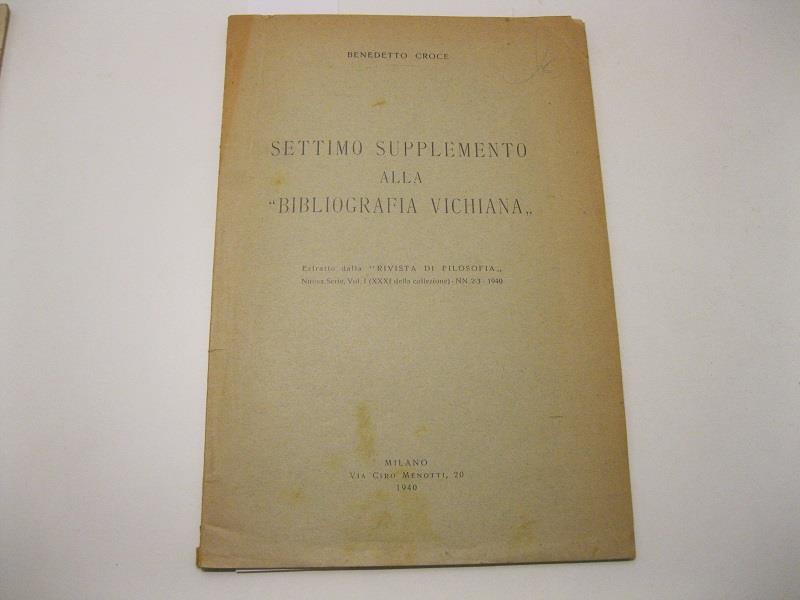 BENEDETTO CROCE
SETTIMO SUPPLEMENTO
ALLA
“BIBLIOGRAFIA VICHIANA„
Estratto dalla “RIVISTA DI FILOSOFIA„
Nuova Serie, Vol. I (XXXI della collezione) - NN. 2-3 - 1940
MILANO
VIA CIRO MENOTTI, 20
1940